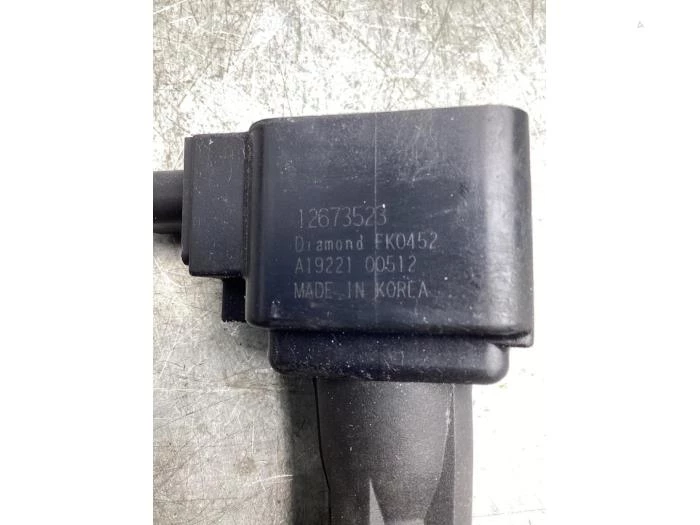 12673523
Diamond FK0452
A19221 00512
MADE IN KOREA